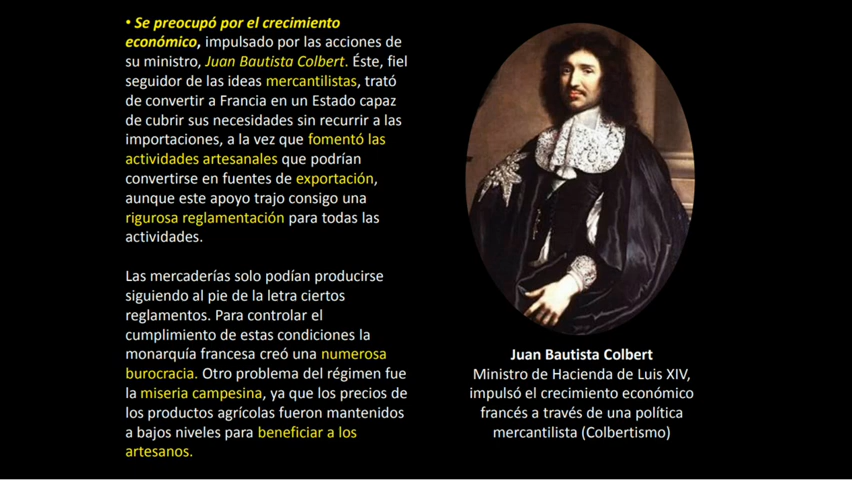 • Se preocupó por el crecimiento
económico, impulsado por las acciones de
su ministro, Juan Bautista Colbert. Éste, fiel
seguidor de las ideas mercantilistas, trató
de convertir a Francia en un Estado capaz
de cubrir sus necesidades sin recurrir a las
importaciones, a la vez que fomentó las
actividades artesanales que podrían
convertirse en fuentes de exportación,
aunque este apoyo trajo consigo una
rigurosa reglamentación para todas las
actividades.
Las mercaderías solo podían producirse
siguiendo al pie de la letra ciertos
reglamentos. Para controlar el
cumplimiento de estas condiciones la
monarquía francesa creó una numerosa
burocracia. Otro problema del régimen fue
la miseria campesina, ya que los precios de
los productos agrícolas fueron mantenidos
a bajos niveles para beneficiar a los
artesanos.
Juan Bautista Colbert
Ministro de Hacienda de Luis XIV,
impulsó el crecimiento económico
francés a través de una política
mercantilista (Colbertismo)